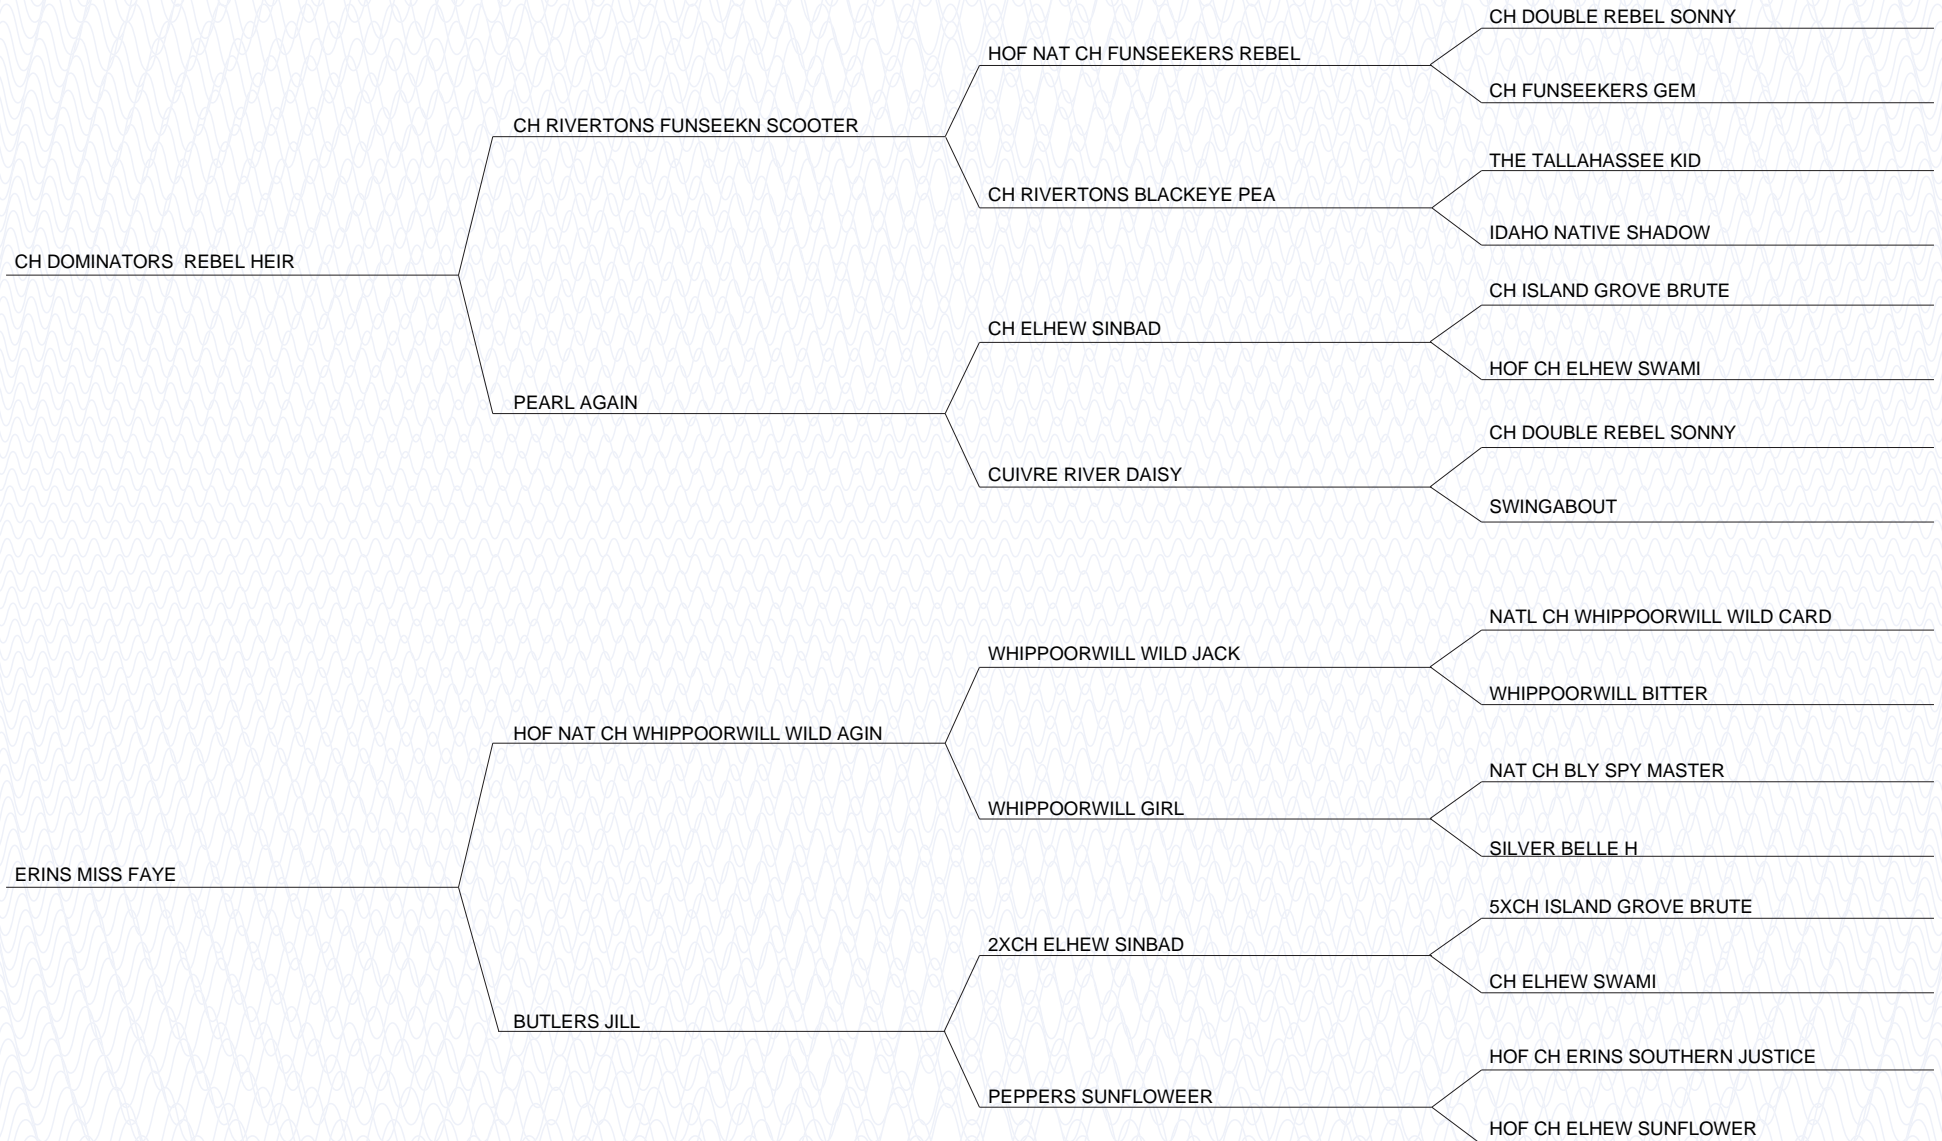 CH DOUBLE REBEL SONNY
HOF NAT CH FUNSEEKERS REBEL
CH FUNSEEKERS GEM
CH RIVERTONS FUNSEEKN SCOOTER
THE TALLAHASSEE KID
CH RIVERTONS BLACKEYE PEA
IDAHO NATIVE SHADOW
CH DOMINATORS  REBEL HEIR
CH ISLAND GROVE BRUTE
CH ELHEW SINBAD
HOF CH ELHEW SWAMI
PEARL AGAIN
CH DOUBLE REBEL SONNY
CUIVRE RIVER DAISY
SWINGABOUT
NATL CH WHIPPOORWILL WILD CARD
WHIPPOORWILL WILD JACK
WHIPPOORWILL BITTER
HOF NAT CH WHIPPOORWILL WILD AGIN
NAT CH BLY SPY MASTER
WHIPPOORWILL GIRL
SILVER BELLE H
ERINS MISS FAYE
5XCH ISLAND GROVE BRUTE
2XCH ELHEW SINBAD
CH ELHEW SWAMI
BUTLERS JILL
HOF CH ERINS SOUTHERN JUSTICE
PEPPERS SUNFLOWEER
HOF CH ELHEW SUNFLOWER